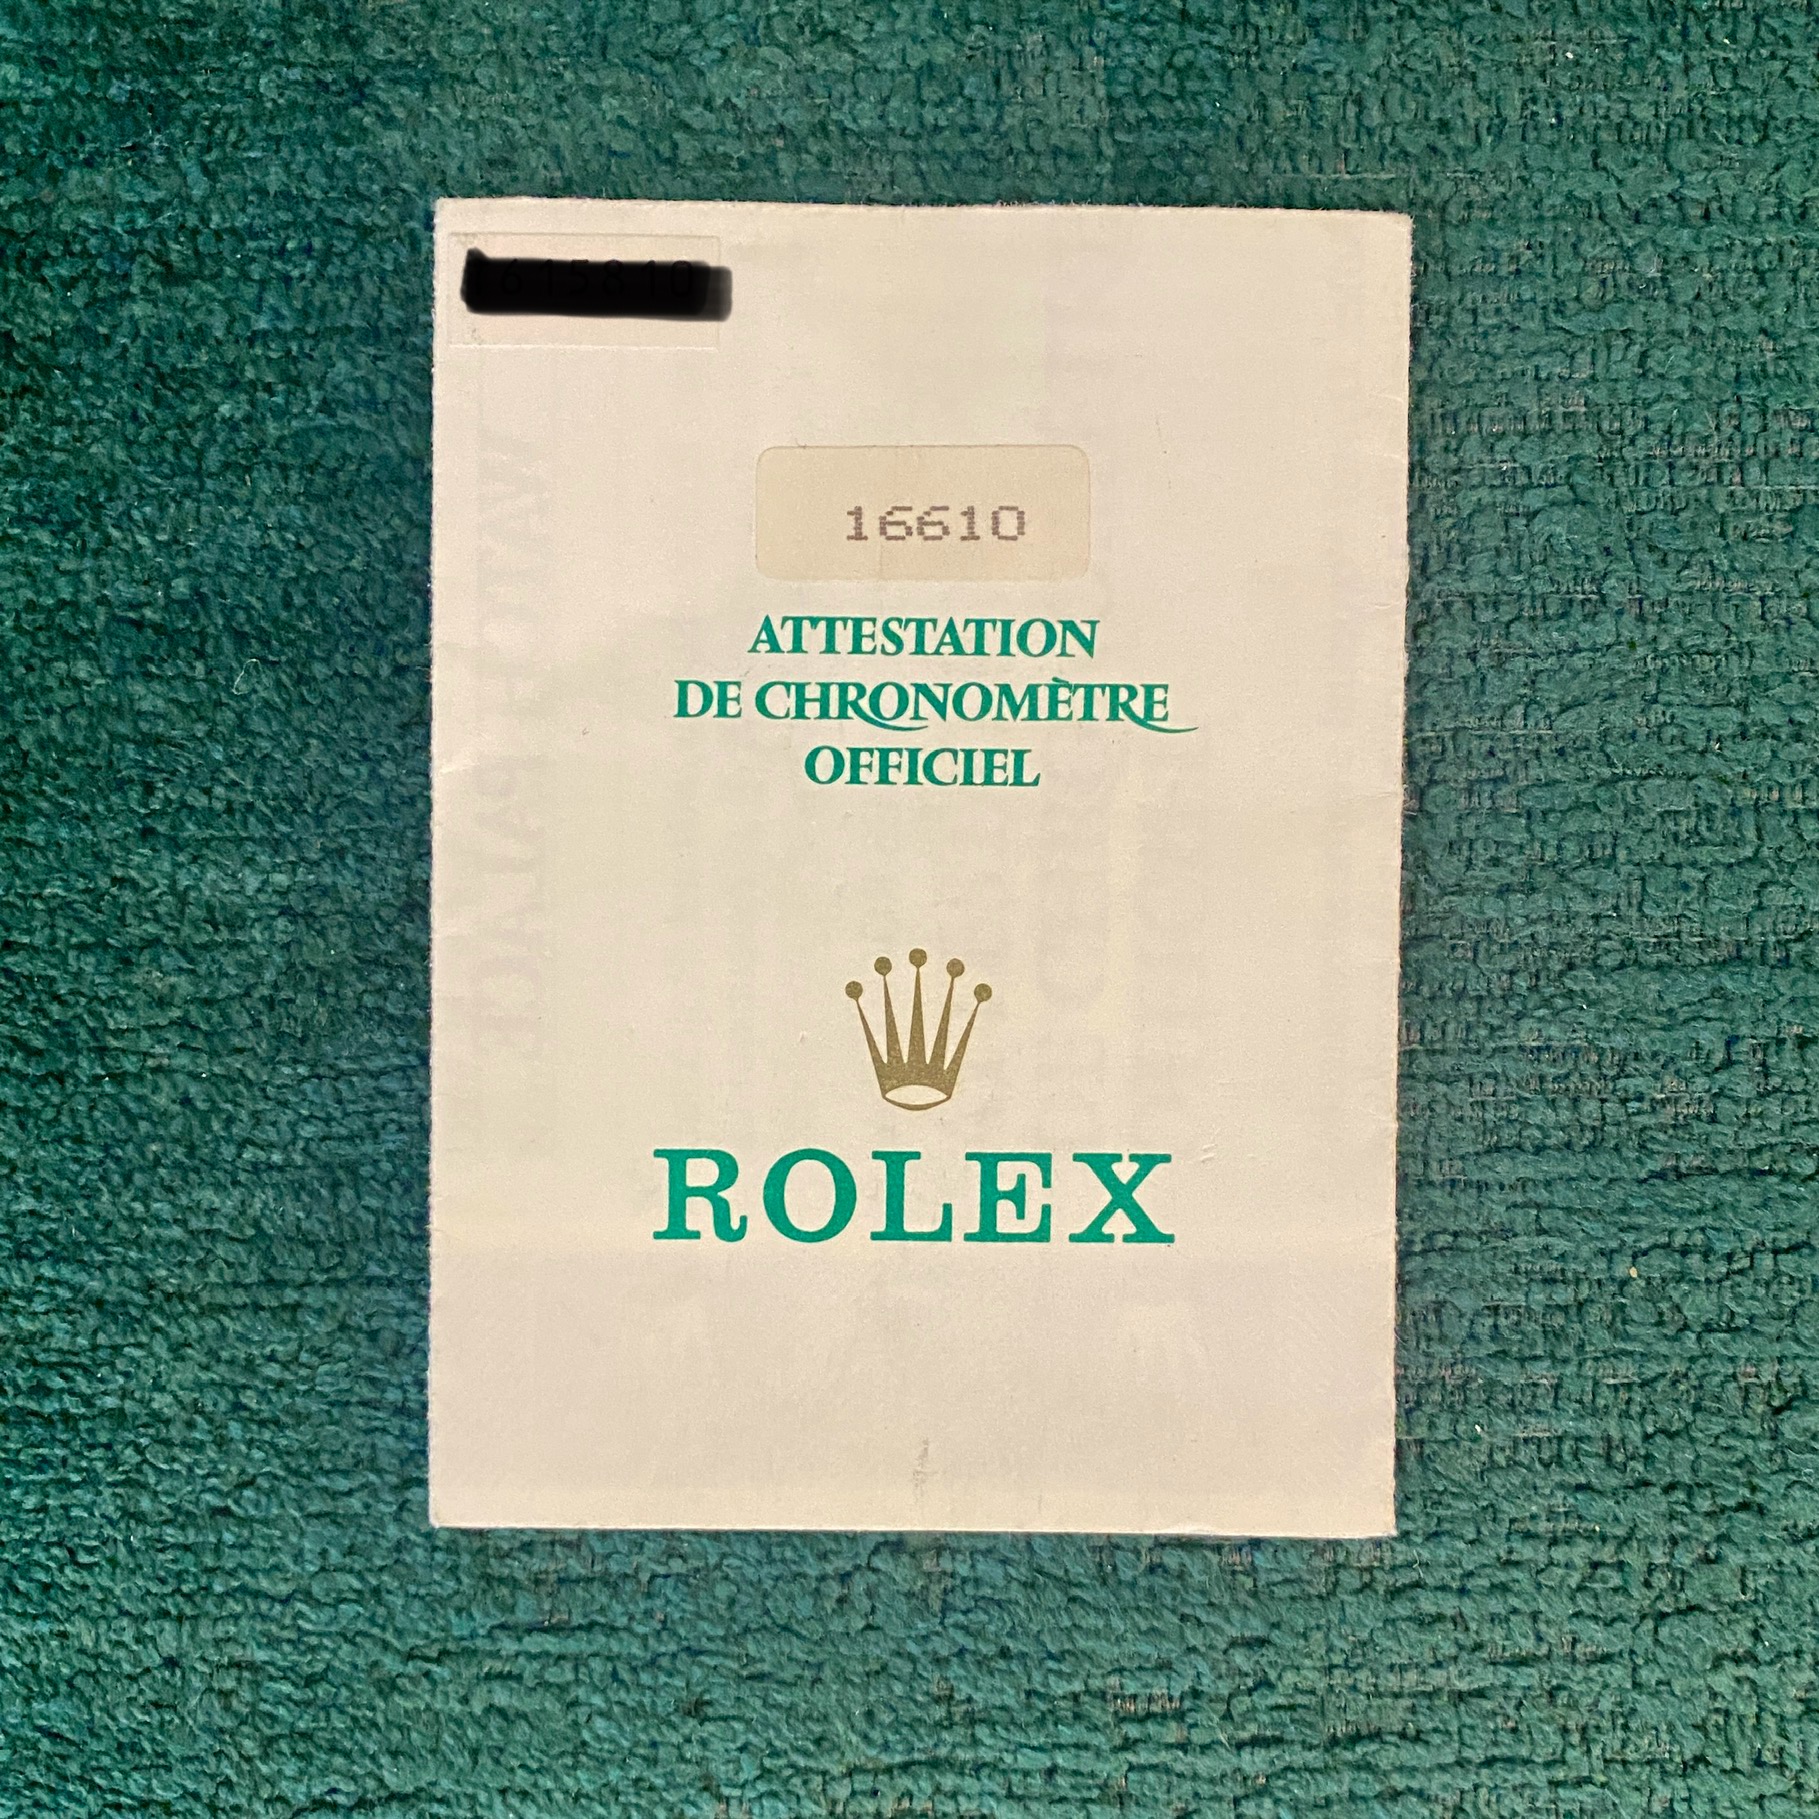 16610
ATTESTATION
DE CHRONOMÈTRE
OFFICIEL
ROLEX